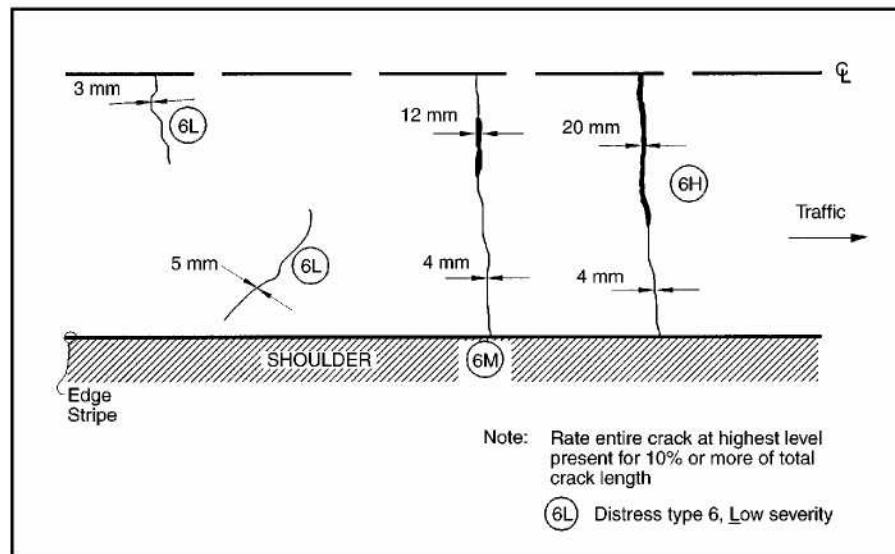 ℄
3 mm
6L
12 mm
20 mm
6H
Traffic
5 mm
6L
4 mm
4 mm
SHOULDER
6M
Edge
Stripe
Note: Rate entire crack at highest level
present for 10% or more of total
crack length
6L Distress type 6, Low severity